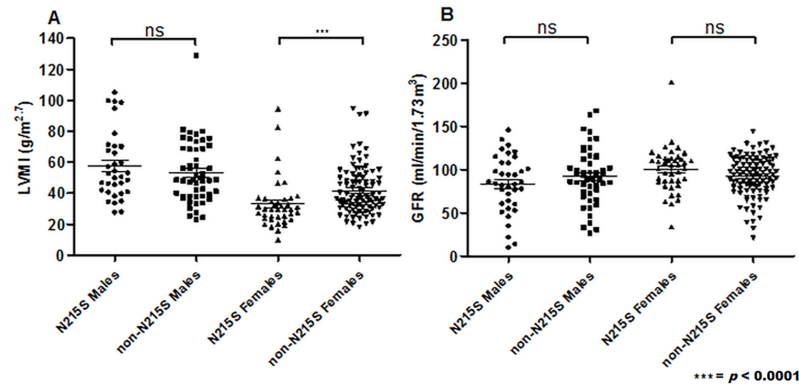 A
ns
***
140
120
100
80
60
40
20
0
LVMI (g/m2.7)
N215S Males
non-N215S Males
N215S Females
non-N215S Females
B
ns
ns
250
200
150
100
50
0
GFR (ml/min/1.73m3)
N215S Males
non-N215S Males
N215S Females
non-N215S Females
***= p < 0.0001